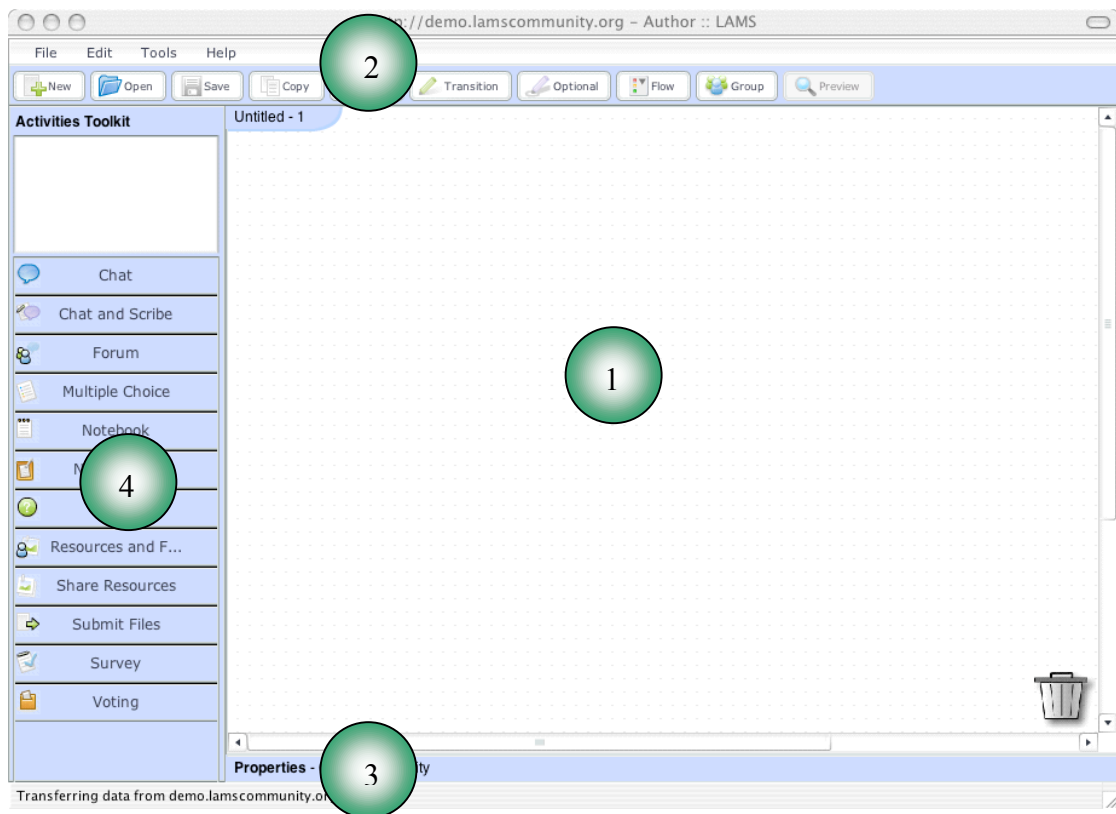 ://demo.lamscommunity.org – Author :: LAMS
File Edit Tools Help
2
New Open Save Copy Transition Optional Flow Group Preview
Activities Toolkit
Untitled - 1
Chat
Chat and Scribe
Forum
Multiple Choice
1
Notebook
4
Resources and F...
Share Resources
Submit Files
Survey
Voting
Properties -
3
Transferring data from demo.lamscommunity.or